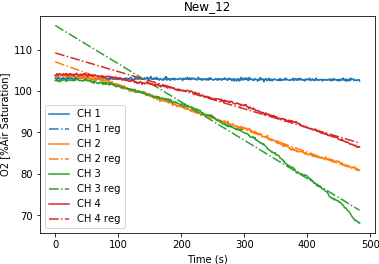 New_12
O2 [%Air Saturation]
110
100
90
80
70
CH 1
CH 1 reg
CH 2
CH 2 reg
CH 3
CH 3 reg
CH 4
CH 4 reg
0
100
200
300
400
500
Time (s)